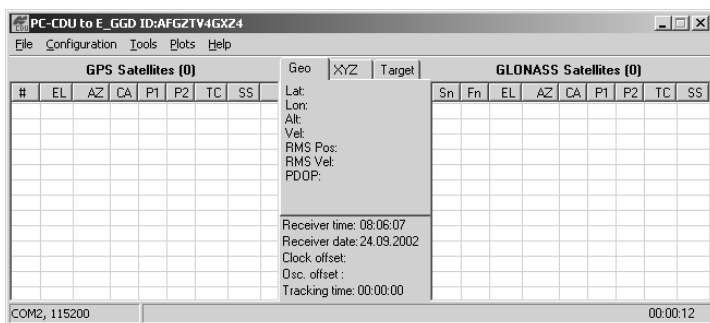 PC-CDU to E_GGD ID:AFGZTV4GXZ4
File Configuration Tools Plots Help
GPS Satellites (0)
# EL AZ CA P1 P2 TC SS
Geo XYZ Target
Lat:
Lon:
Alt:
Vel:
RMS Pos:
RMS Vel:
PDOP:
Receiver time: 08:06:07
Receiver date: 24.09.2002
Clock offset:
Osc. offset :
Tracking time: 00:00:00
GLONASS Satellites (0)
Sn Fn EL AZ CA P1 P2 TC SS
COM2, 115200
00:00:12